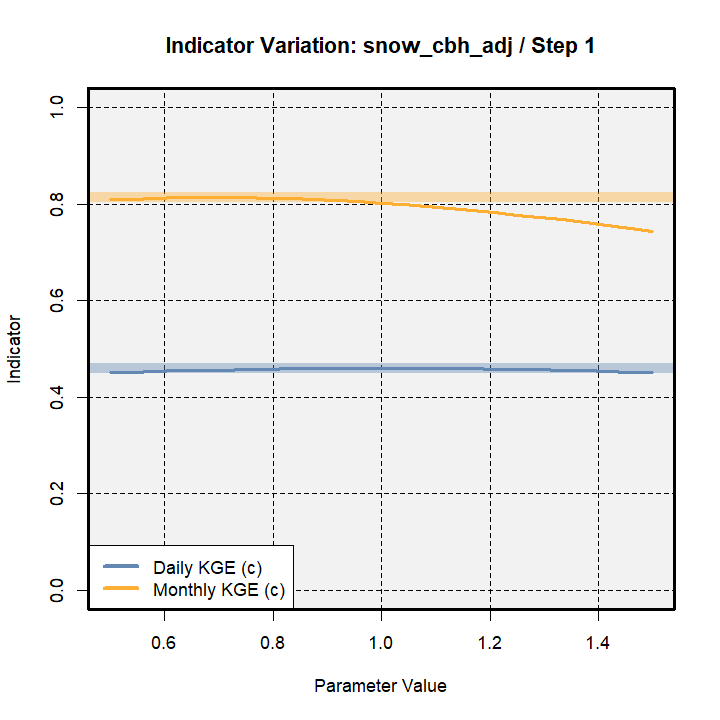 Indicator Variation: snow_cbh_adj / Step 1
Indicator
1.0
0.8
0.6
0.4
0.2
0.0
Daily KGE (c)
Monthly KGE (c)
0.6 0.8 1.0 1.2 1.4
Parameter Value